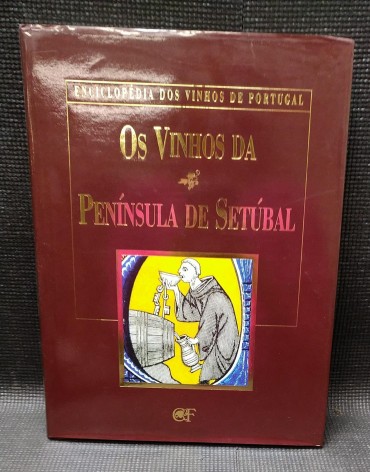 ENCICLOPÉDIA DOS VINHOS DE PORTUGAL
OS VINHOS DA
PENÍNSULA DE SETÚBAL